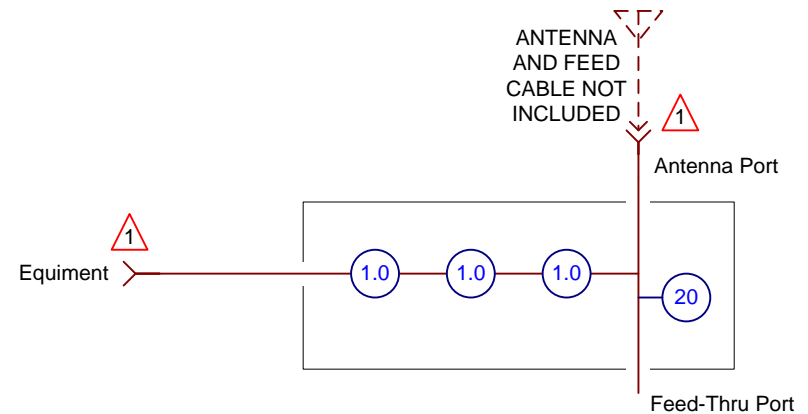 ANTENNA
AND FEED
CABLE NOT
INCLUDED
1
Antenna Port
1
Equiment
1.0
1.0
1.0
20
Feed-Thru Port